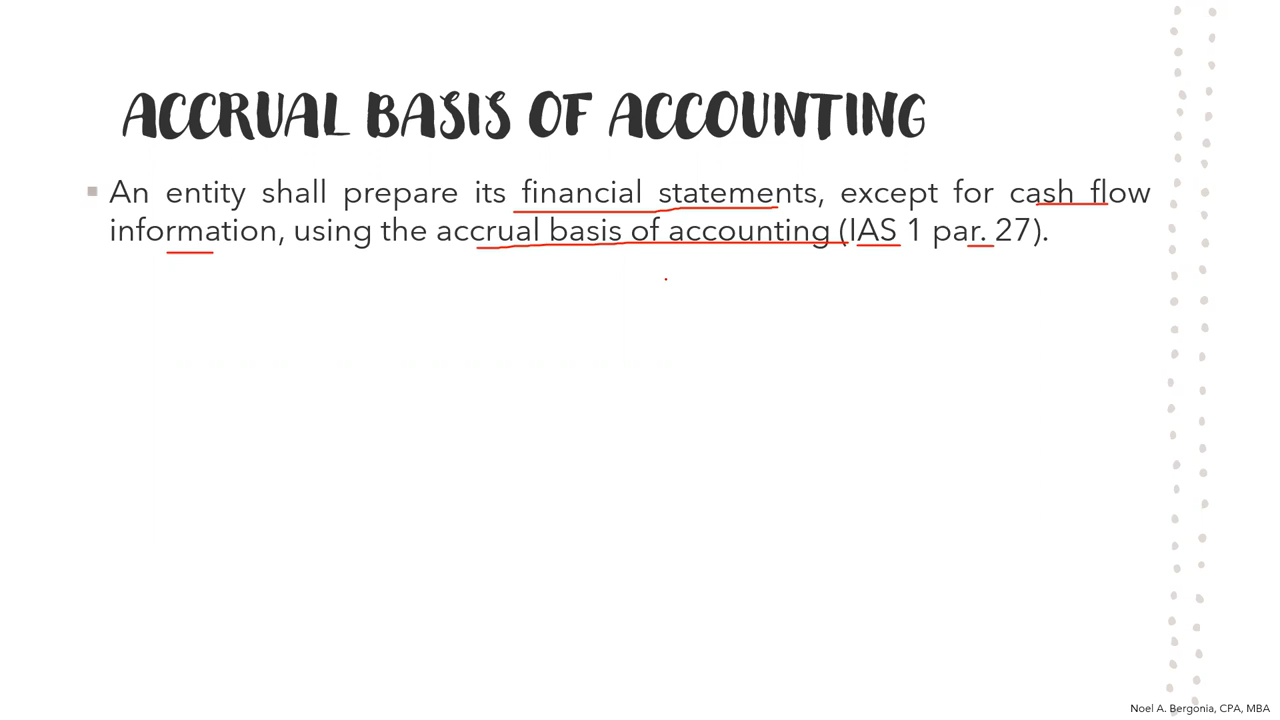 ACCRUAL BASIS OF ACCOUNTING
An entity shall prepare its financial statements, except for cash flow
information, using the accrual basis of accounting (IAS 1 par. 27).
Noel A. Bergonia, CPA, MBA